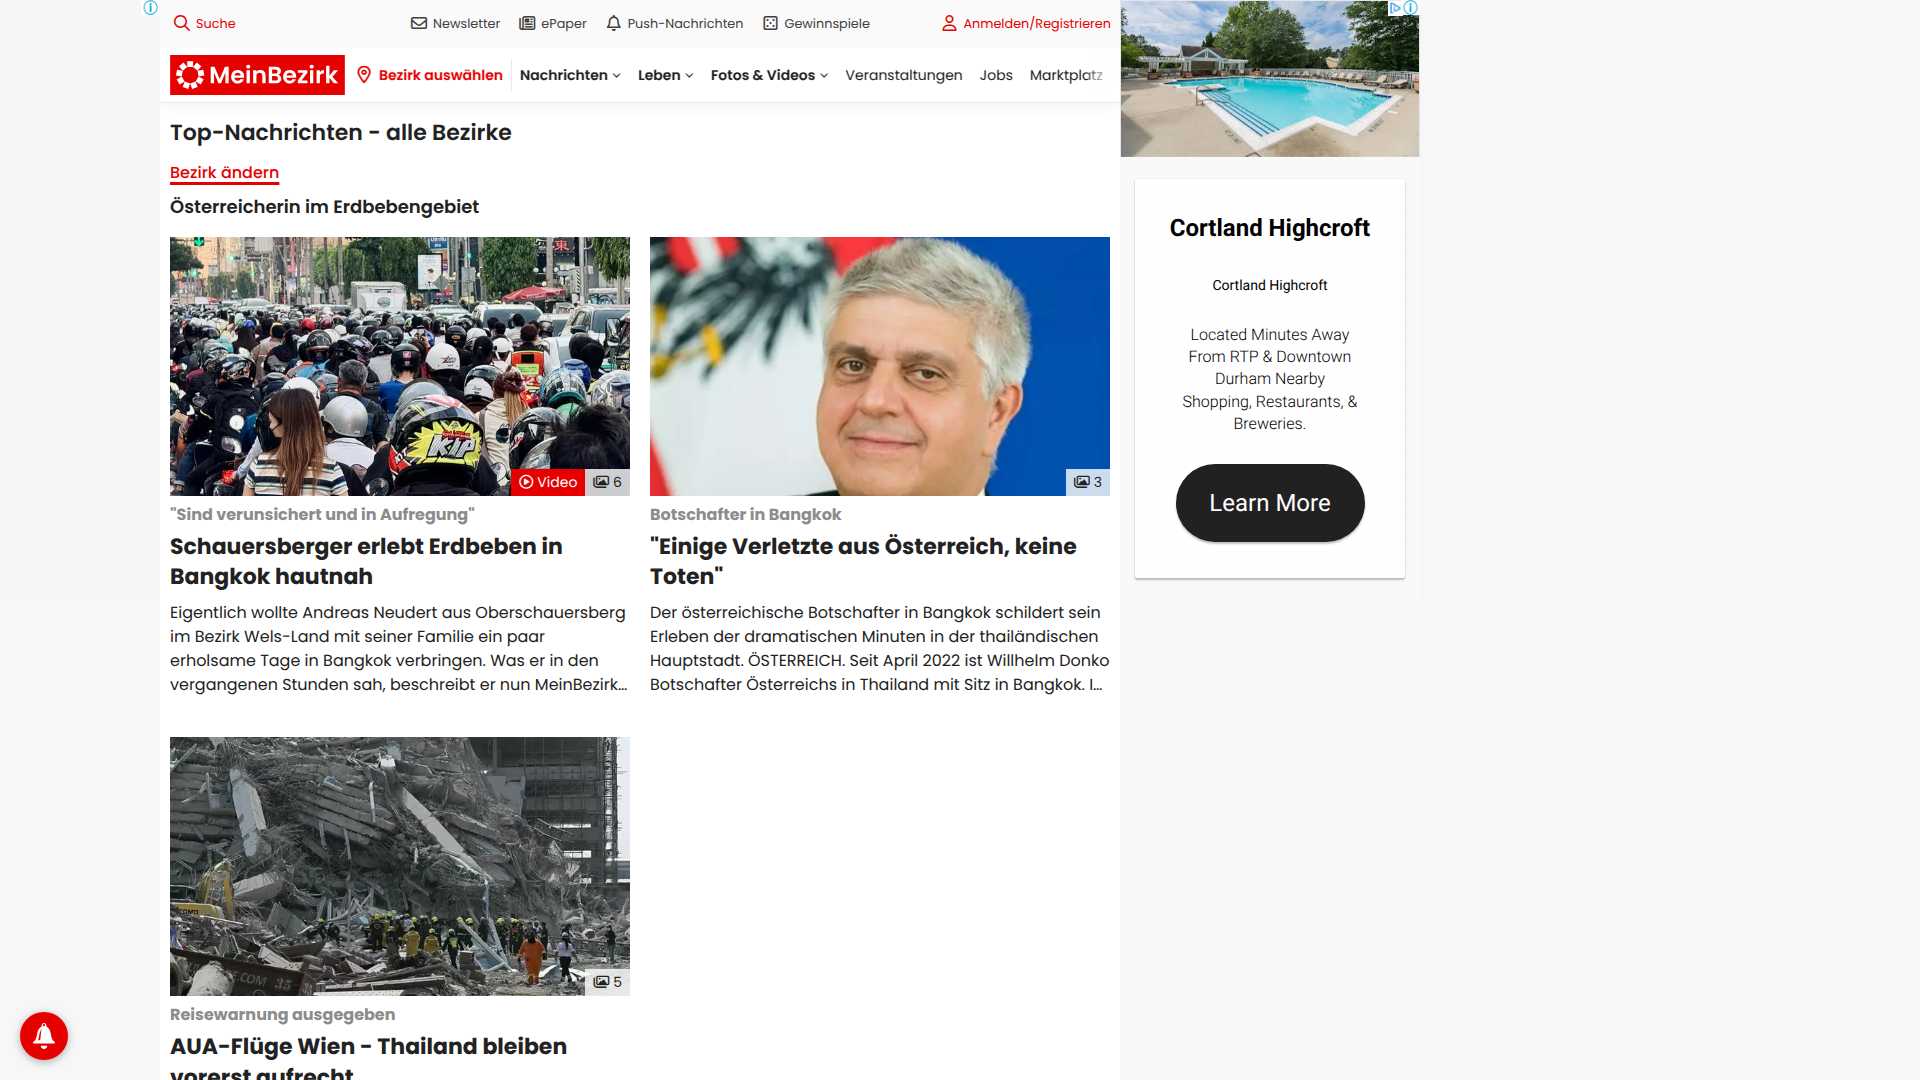 Suche
Newsletter
ePaper
Push-Nachrichten
Gewinnspiele
Anmelden/Registrieren
MeinBezirk
Bezirk auswählen
Nachrichten
Leben
Fotos & Videos
Veranstaltungen
Jobs
Marktplatz
Top-Nachrichten - alle Bezirke
Bezirk ändern
Österreicherin im Erdbebengebiet
KiP
Video
6
3
"Sind verunsichert und in Aufregung"
Schauersberger erlebt Erdbeben in
Bangkok hautnah
Eigentlich wollte Andreas Neudert aus Oberschauersberg
im Bezirk Wels-Land mit seiner Familie ein paar
erholsame Tage in Bangkok verbringen. Was er in den
vergangenen Stunden sah, beschreibt er nun MeinBezirk...
Botschafter in Bangkok
"Einige Verletzte aus Österreich, keine
Toten"
Der österreichische Botschafter in Bangkok schildert sein
Erleben der dramatischen Minuten in der thailändischen
Hauptstadt. ÖSTERREICH. Seit April 2022 ist Willhelm Donko
Botschafter Österreichs in Thailand mit Sitz in Bangkok. I...
.COM 35
5
Reisewarnung ausgegeben
AUA-Flüge Wien - Thailand bleiben
vorerst aufrecht
Cortland Highcroft
Cortland Highcroft
Located Minutes Away
From RTP & Downtown
Durham Nearby
Shopping, Restaurants, &
Breweries.
Learn More